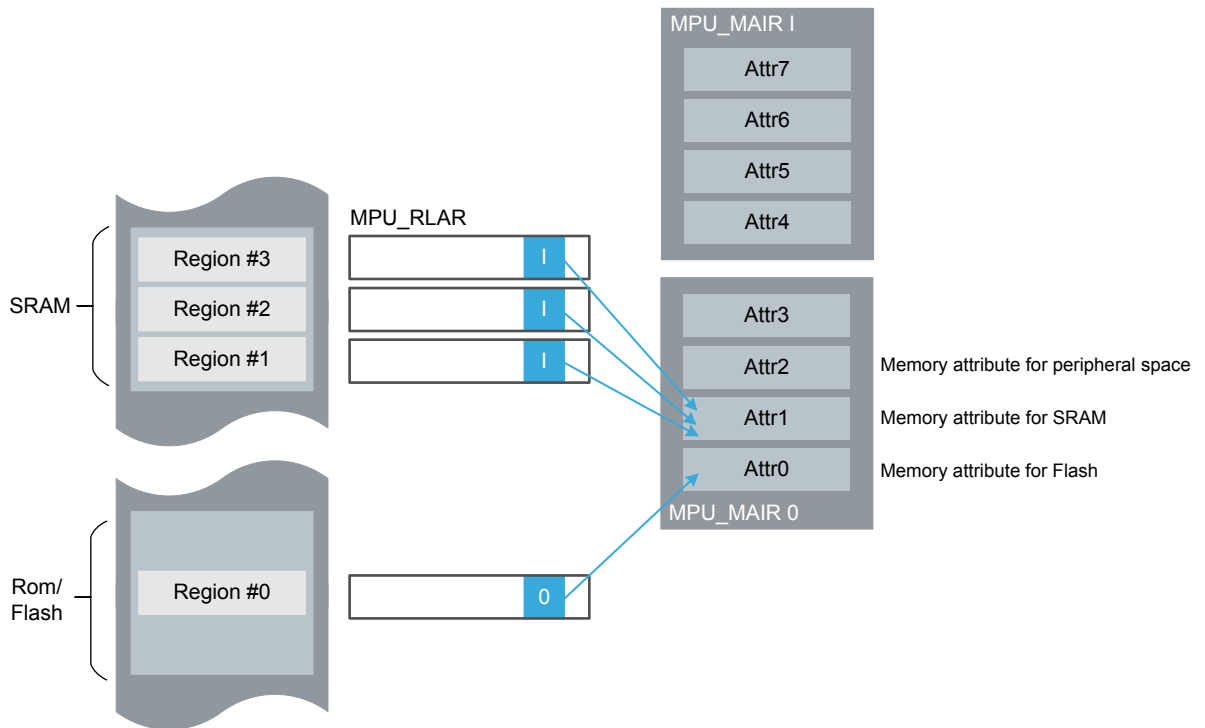 MPU_MAIR I
Attr7
Attr6
Attr5
Attr4
MPU_RLAR
SRAM
Region #3
I
Region #2
I
Region #1
I
Attr3
Attr2
Memory attribute for peripheral space
Attr1
Memory attribute for SRAM
Attr0
Memory attribute for Flash
MPU_MAIR 0
Rom/
Flash
Region #0
0